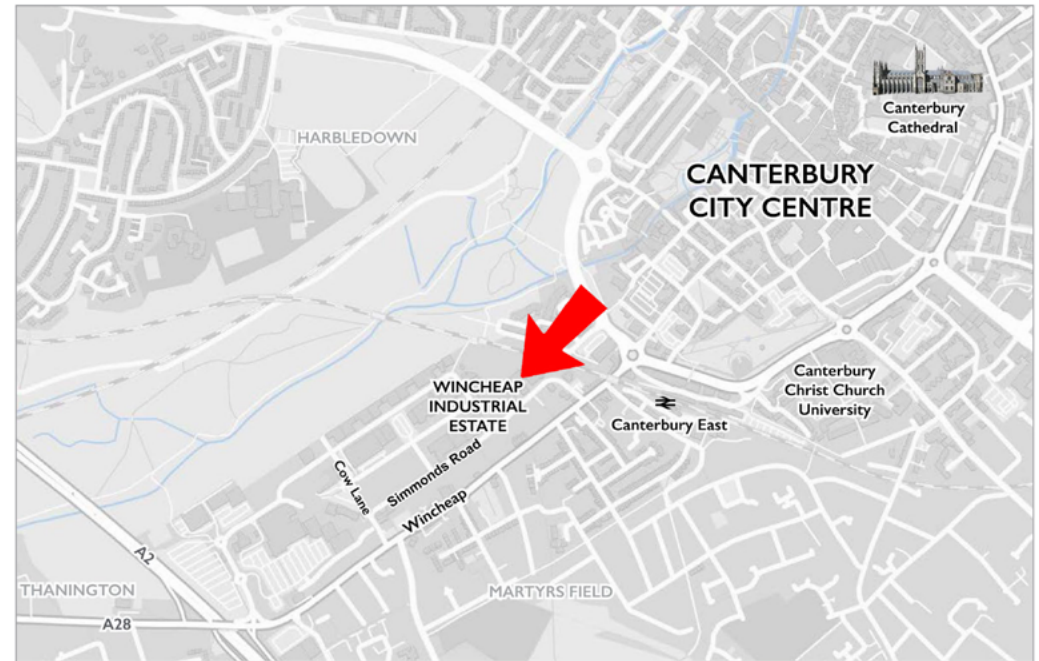 Canterbury
Cathedral
HARBLEDOWN
CANTERBURY
CITY CENTRE
WINCHEAP
INDUSTRIAL
ESTATE
Canterbury
Christ Church
University
Canterbury East
Simmonds Road
Cow Lane
Wincheap
A2
THANINGTON
MARTYRS FIELD
A28